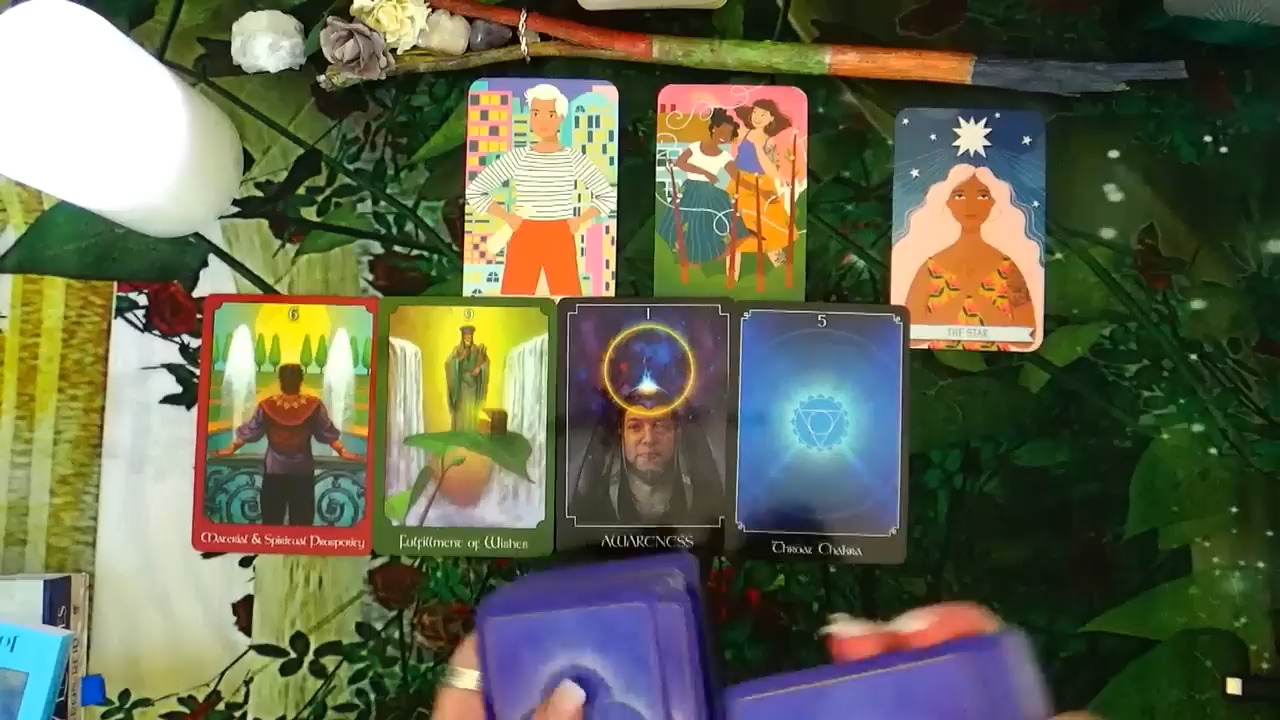 THE STAR
6
Material & Spiritual Prosperity
9
Fulfillment of Wishes
1
AWARENESS
5
Throat Chakra